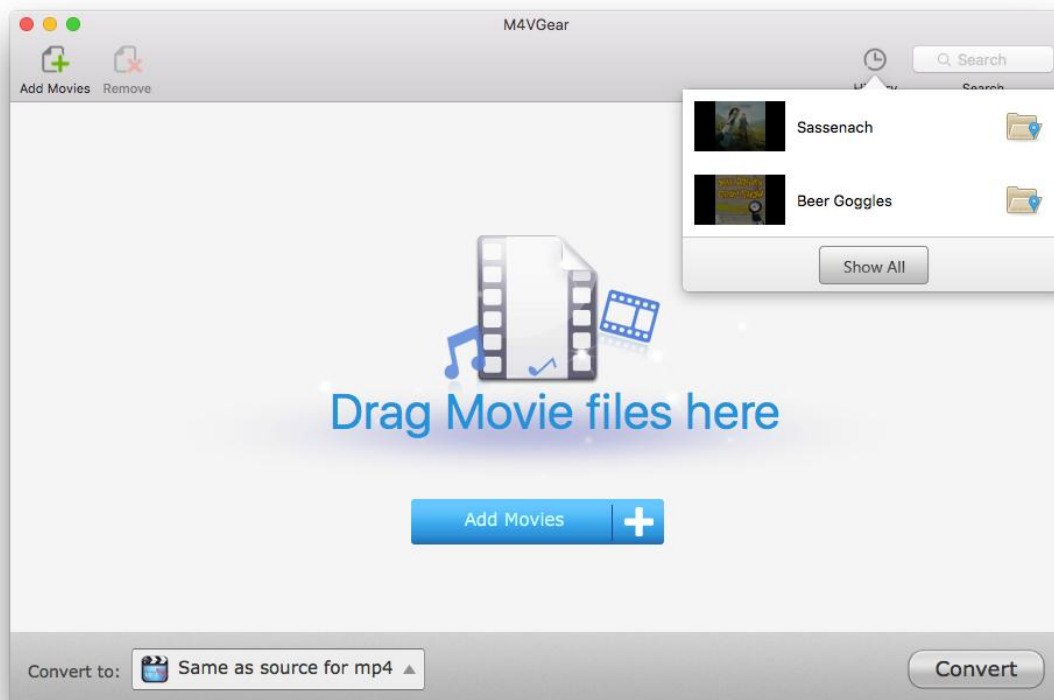 M4VGear
Search
Add Movies Remove
Search
Sassenach
Beer Goggles
Show All
Drag Movie files here
Add Movies
Convert to: Same as source for mp4
Convert